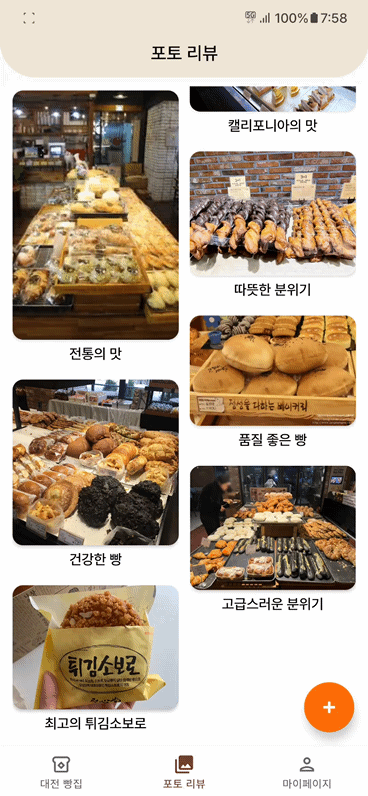 5G 100% 7:58
포토 리뷰
캘리포니아의 맛
따뜻한 분위기
전통의 맛
정성을 다하는 베이커리
품질 좋은 빵
건강한 빵
고급스러운 분위기
튀김소보로
최고의 튀김소보로
+
대전 빵집
포토 리뷰
마이페이지